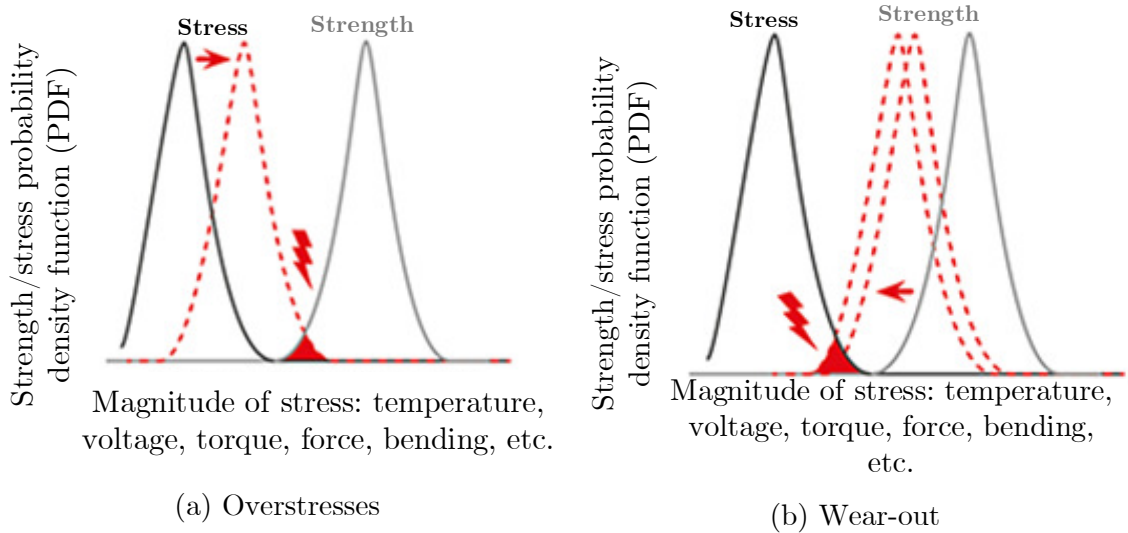 Stress
Strength
Strength/stress probability
density function (PDF)
Magnitude of stress: temperature,
voltage, torque, force, bending, etc.
(a) Overstresses
Stress
Strength
Strength/stress probability
density function (PDF)
Magnitude of stress: temperature,
voltage, torque, force, bending,
etc.
(b) Wear-out